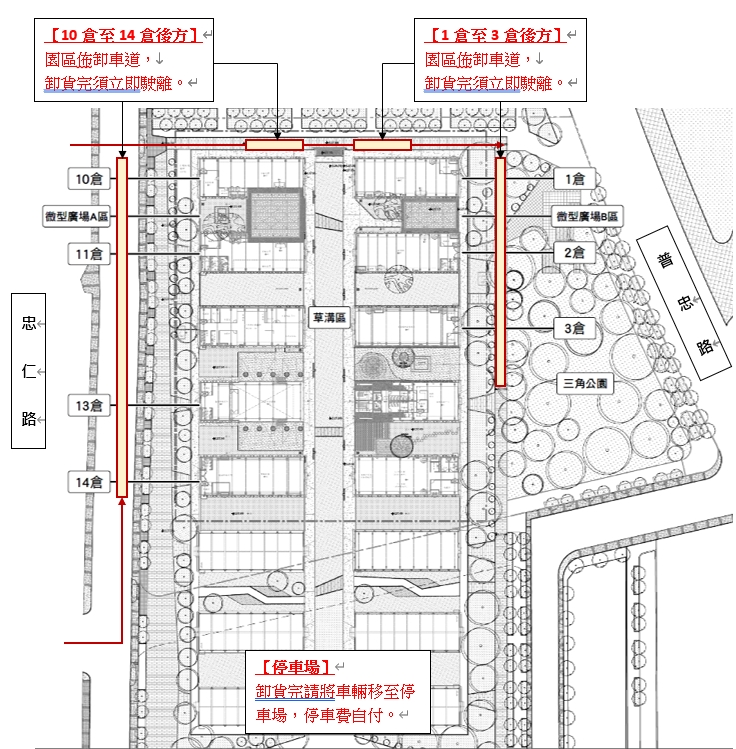 【10 倉至 14 倉後方】
園區佈卸車道，
卸貨完須立即駛離。
【1 倉至 3 倉後方】
園區佈卸車道，
卸貨完須立即駛離。
10倉
1倉
微型廣場A區
微型廣場B區
11倉
2倉
普忠路
忠仁路
草溝區
3倉
三角公園
13倉
14倉
【停車場】
卸貨完請將車輛移至停
車場，停車費自付。